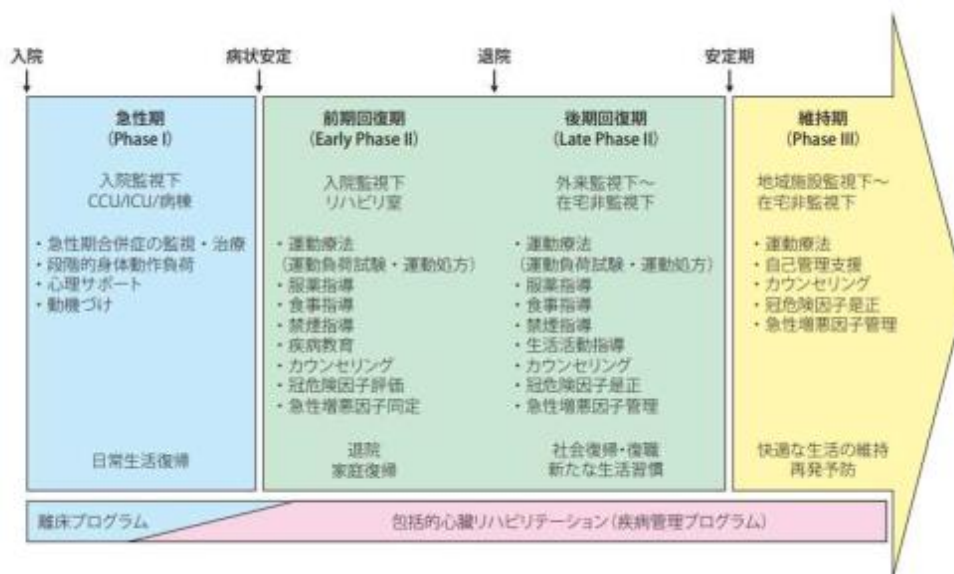 入院
病状安定
退院
安定期
急性期
(Phase I)
入院監視下
CCU/ICU/病棟
・急性期合併症の監視・治療
・段階的身体動作負荷
・心理サポート
・動機づけ
日常生活復帰
前期回復期
(Early Phase II)
入院監視下
リハビリ室
・運動療法
(運動負荷試験・運動処方)
・服薬指導
・食事指導
・禁煙指導
・疾病教育
・カウンセリング
・冠危険因子評価
・急性増悪因子同定
退院
家庭復帰
後期回復期
(Late Phase II)
外来監視下～
在宅非監視下
・運動療法
(運動負荷試験・運動処方)
・服薬指導
・食事指導
・禁煙指導
・生活活動指導
・カウンセリング
・冠危険因子是正
・急性増悪因子管理
社会復帰・復職
新たな生活習慣
維持期
(Phase III)
地域施設監視下～
在宅非監視下
・運動療法
・自己管理支援
・カウンセリング
・冠危険因子是正
・急性増悪因子管理
快適な生活の維持
再発予防
離床プログラム
包括的心臓リハビリテーション(疾病管理プログラム)